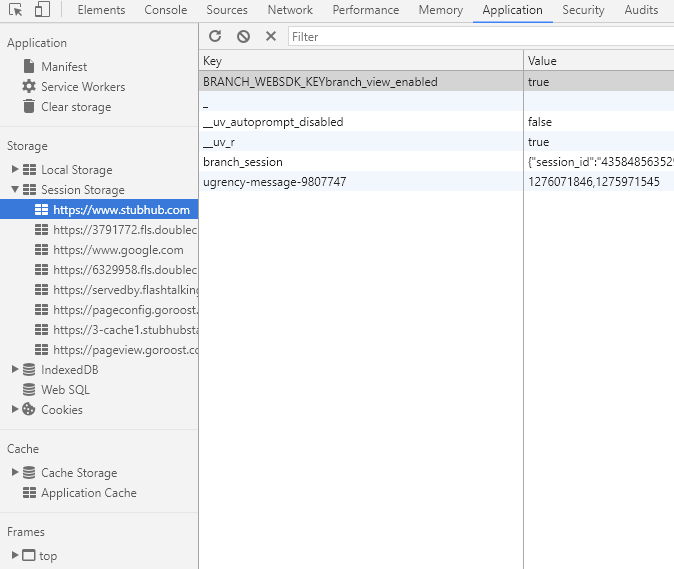 Elements Console Sources Network Performance Memory Application Security Audits
Application
Manifest
Service Workers
Clear storage
Storage
Local Storage
Session Storage
https://www.stubhub.com
https://3791772.fls.doublec
https://www.google.com
https://6329958.fls.doublec
https://servedby.flashtalking
https://pageconfig.goroost.
https://3-cache1.stubhubsta
https://pageview.goroost.co
IndexedDB
Web SQL
Cookies
Cache
Cache Storage
Application Cache
Frames
top
Filter
Key Value
BRANCH_WEBSDK_KEYbranch_view_enabled true
_
__uv_autoprompt_disabled false
__uv_r true
branch_session {"session_id":"435848563529
ugrency-message-9807747 1276071846,1275971545